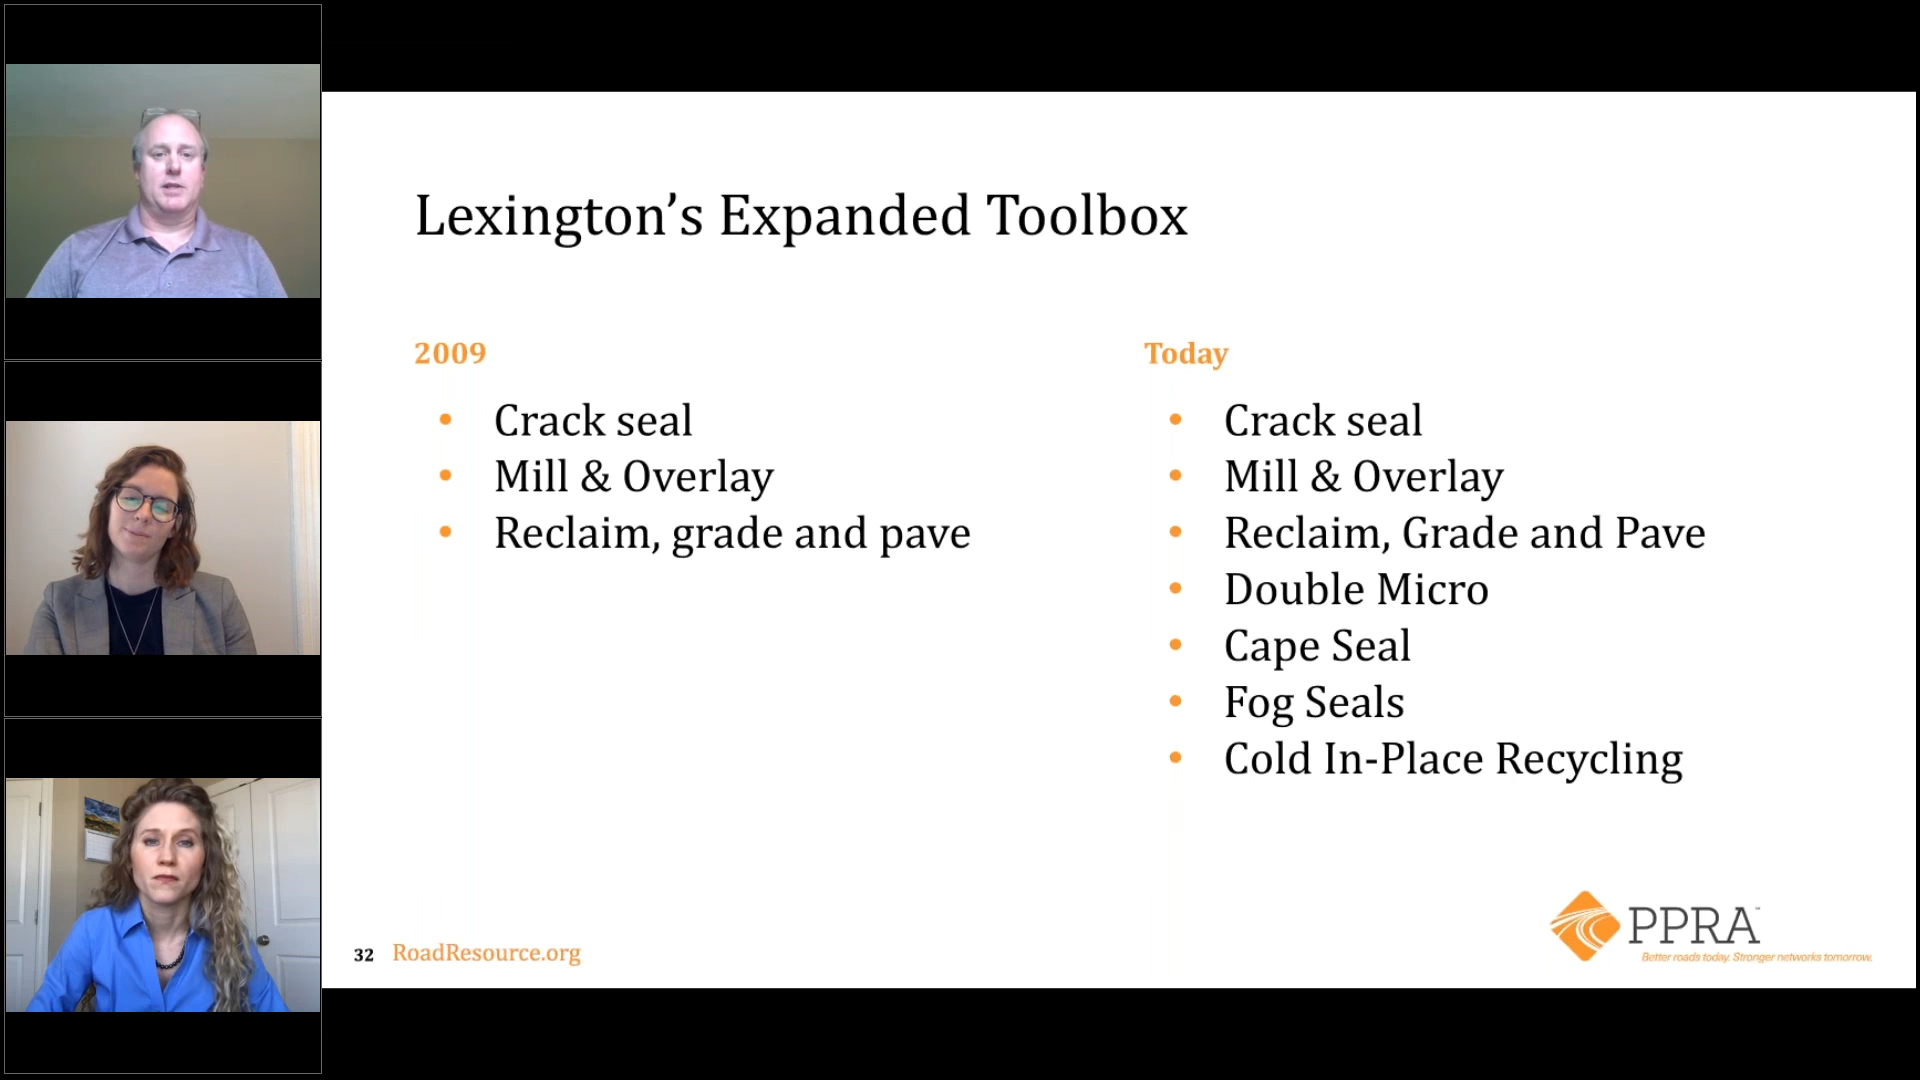 Lexington’s Expanded Toolbox
2009
• Crack seal
• Mill & Overlay
• Reclaim, grade and pave
Today
• Crack seal
• Mill & Overlay
• Reclaim, Grade and Pave
• Double Micro
• Cape Seal
• Fog Seals
• Cold In-Place Recycling
32 RoadResource.org
PPRA™
Better roads today. Stronger networks tomorrow.